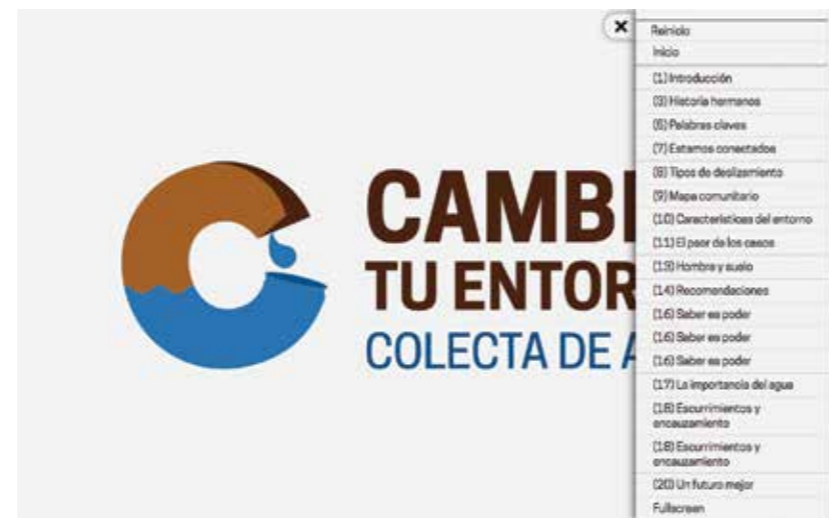 CAMBI
TU ENTOR
COLECTA DE A
Reinicio
Inicio
(1) Introducción
(3) Historia hermanos
(5) Palabras claves
(7) Estamos conectados
(8) Tipos de deslizamiento
(9) Mapa comunitario
(10) Características del entorno
(11) El peor de los casos
(13) Hombre y suelo
(14) Recomendaciones
(16) Saber es poder
(16) Saber es poder
(16) Saber es poder
(17) La importancia del agua
(18) Escurrimientos y
encauzamiento
(18) Escurrimientos y
encauzamiento
(20) Un futuro mejor
Fullscreen